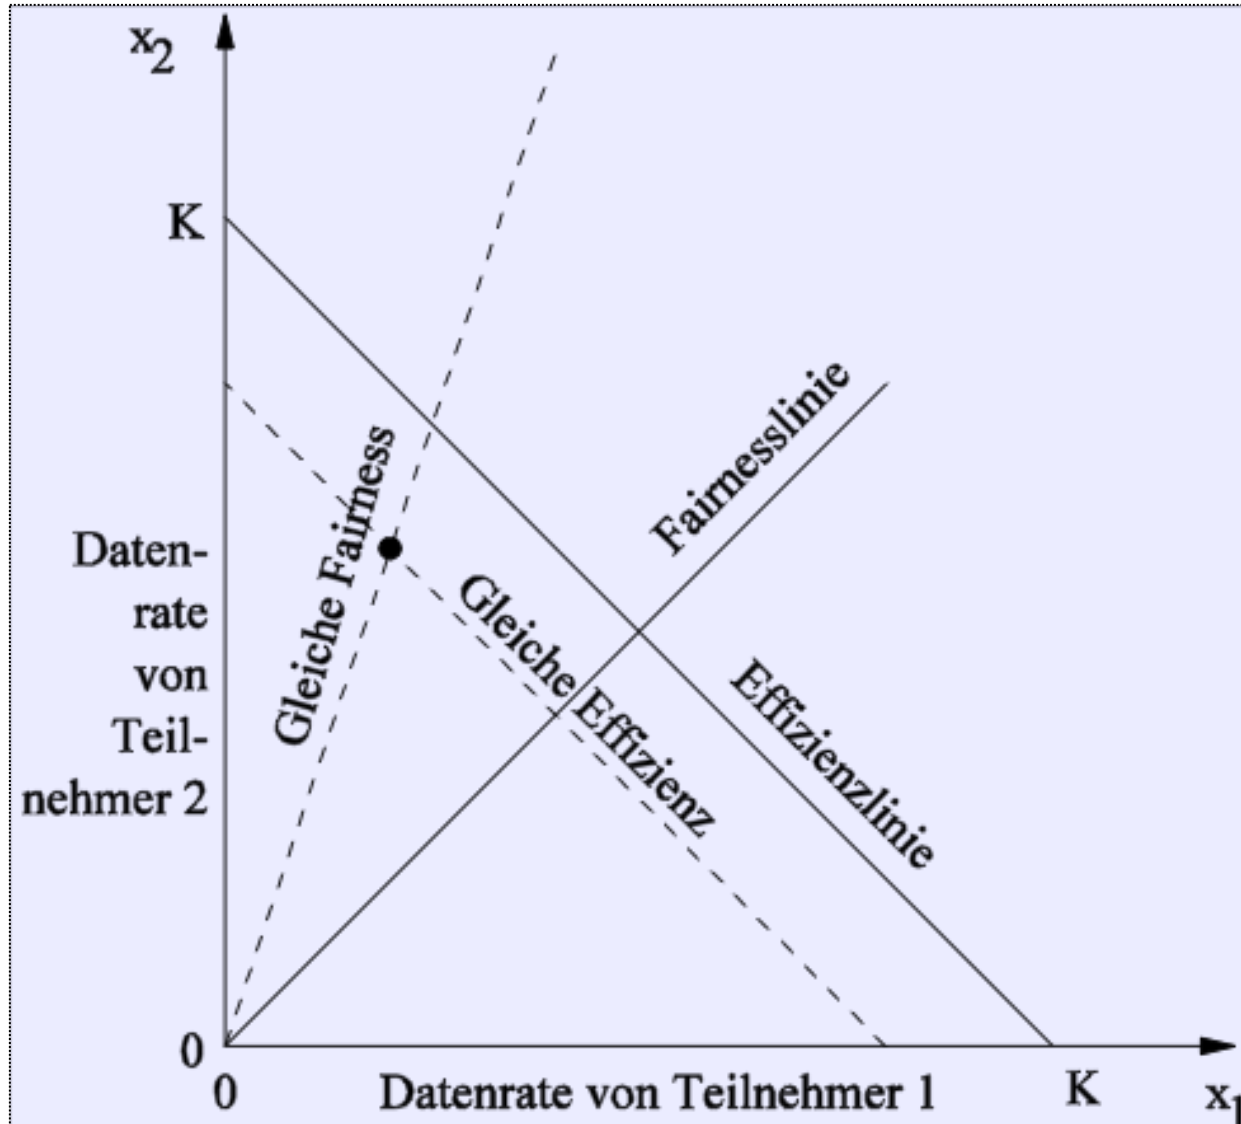 x2
K
Gleiche Fairness
Fairnesslinie
Daten-
rate
von
Teil-
nehmer 2
Gleiche Effizienz
Effizienzlinie
0
0
Datenrate von Teilnehmer 1
K
x1